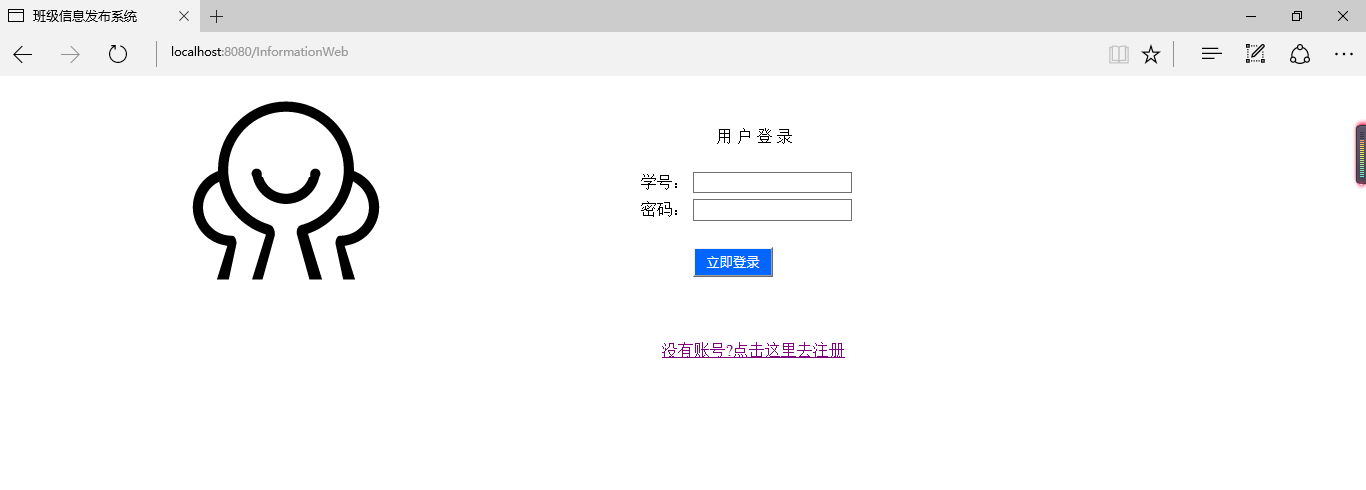 班级信息发布系统
localhost:8080/InformationWeb
用 户 登 录
学号：
密码：
立即登录
没有账号?点击这里去注册